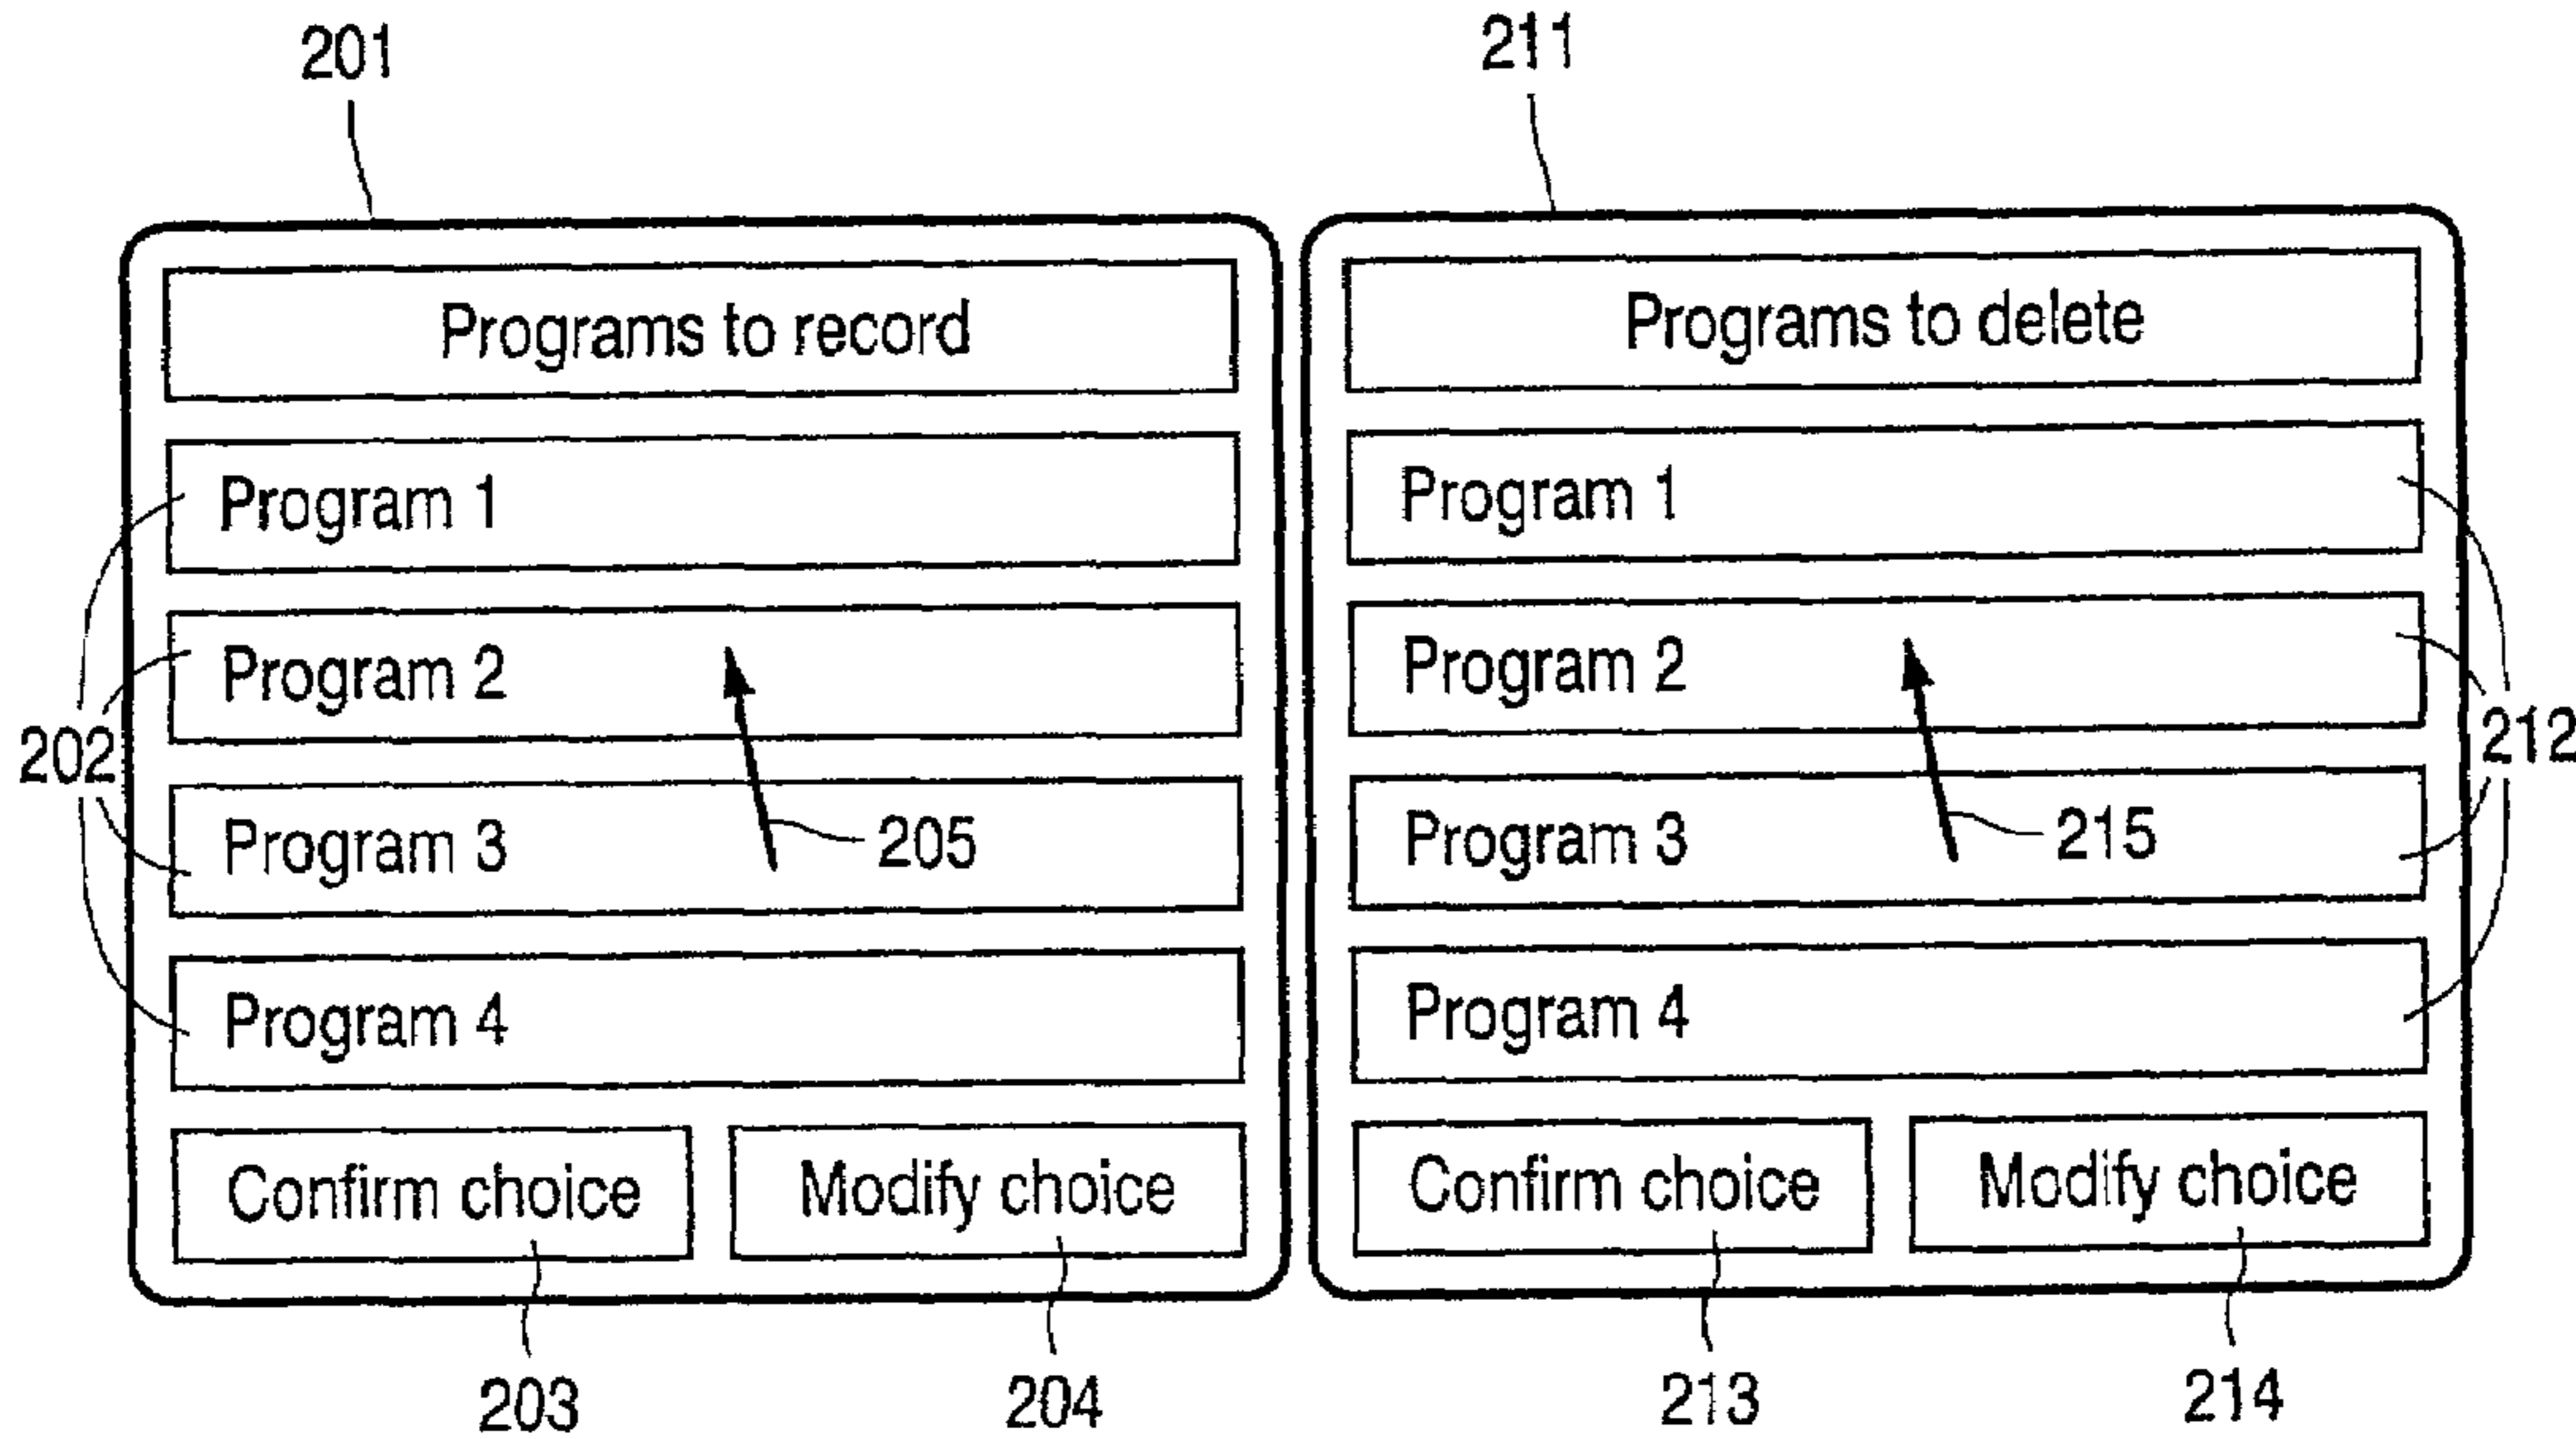 201
211
Programs to record
Programs to delete
Program 1
Program 1
Program 2
Program 2
202
212
Program 3
205
Program 3
215
Program 4
Program 4
Confirm choice
Modify choice
Confirm choice
Modify choice
203
204
213
214